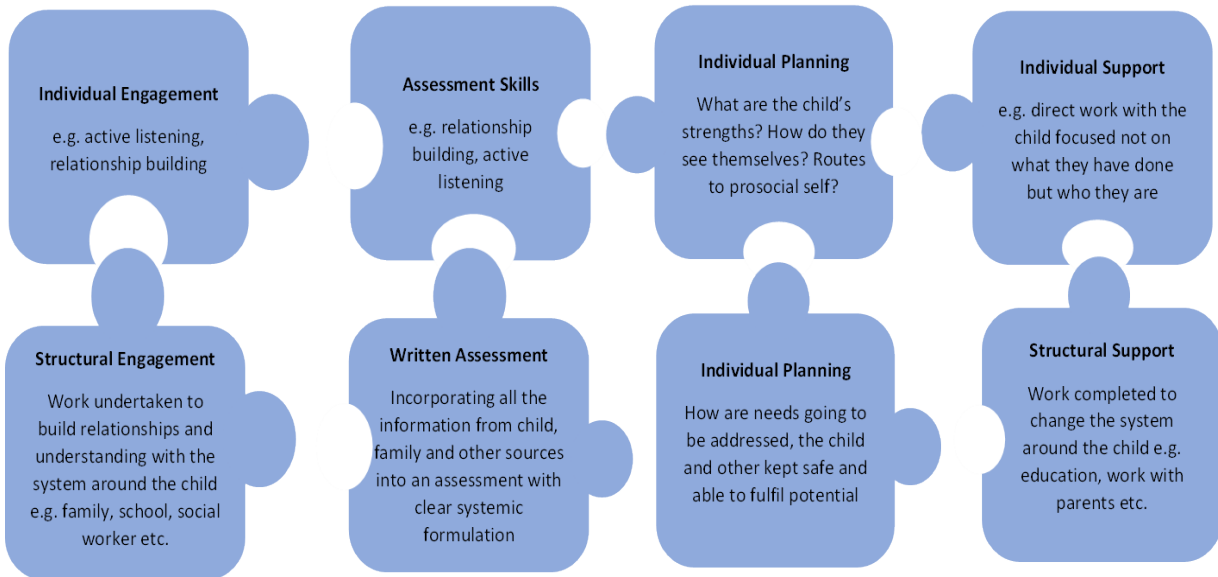 Individual Engagement
e.g. active listening,
relationship building
Assessment Skills
e.g. relationship
building, active
listening
Individual Planning
What are the child's
strengths? How do they
see themselves? Routes
to prosocial self?
Individual Support
e.g. direct work with the
child focused not on
what they have done
but who they are
Structural Engagement
Work undertaken to
build relationships and
understanding with the
system around the child
e.g. family, school, social
worker etc.
Written Assessment
Incorporating all the
information from child,
family and other sources
into an assessment with
clear systemic
formulation
Individual Planning
How are needs going to
be addressed, the child
and other kept safe and
able to fulfil potential
Structural Support
Work completed to
change the system
around the child e.g.
education, work with
parents etc.